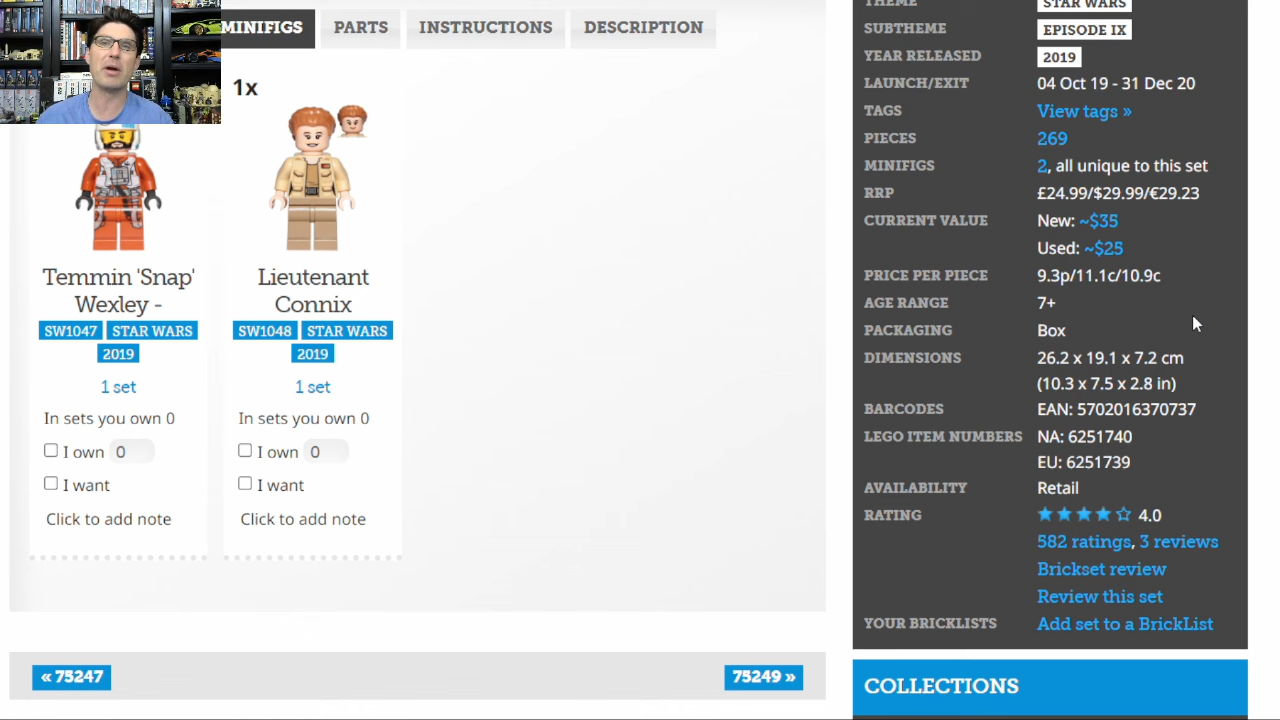 MINIFIGS
PARTS
INSTRUCTIONS
DESCRIPTION
1x
Temmin 'Snap'
Wexley -
SW1047 STAR WARS
2019
1 set
In sets you own 0
I own 0
I want
Click to add note
Lieutenant
Connix
SW1048 STAR WARS
2019
1 set
In sets you own 0
I own 0
I want
Click to add note
« 75247
75249 »
THEME STAR WARS
SUBTHEME EPISODE IX
YEAR RELEASED 2019
LAUNCH/EXIT 04 Oct 19 - 31 Dec 20
TAGS View tags »
PIECES 269
MINIFIGS 2, all unique to this set
RRP £24.99/$29.99/€29.23
CURRENT VALUE New: ~$35
Used: ~$25
PRICE PER PIECE 9.3p/11.1c/10.9c
AGE RANGE 7+
PACKAGING Box
DIMENSIONS 26.2 x 19.1 x 7.2 cm
(10.3 x 7.5 x 2.8 in)
BARCODES EAN: 5702016370737
LEGO ITEM NUMBERS NA: 6251740
EU: 6251739
AVAILABILITY Retail
RATING 4.0
582 ratings, 3 reviews
Brickset review
Review this set
YOUR BRICKLISTS Add set to a BrickList
COLLECTIONS